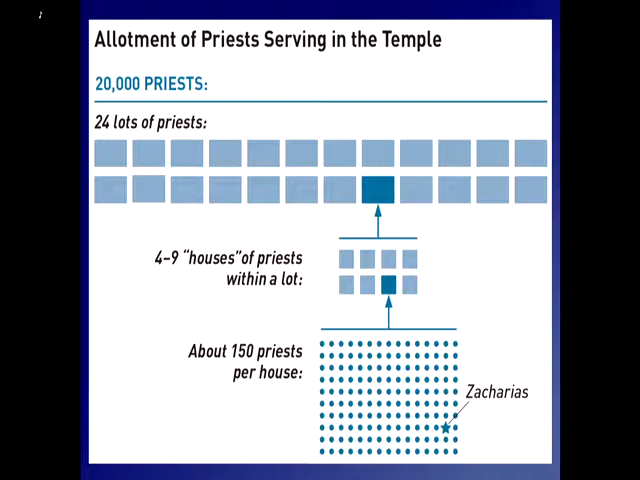 ♪
Allotment of Priests Serving in the Temple
20,000 PRIESTS:
24 lots of priests:
4–9 “houses”of priests
within a lot:
About 150 priests
per house:
Zacharias